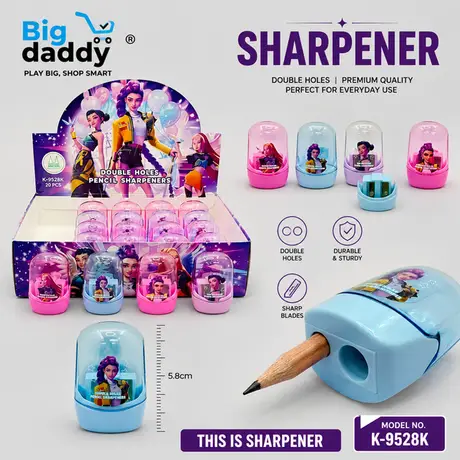 Big
daddy ®
PLAY BIG, SHOP SMART
SHARPENER
DOUBLE HOLES | PREMIUM QUALITY
PERFECT FOR EVERYDAY USE
DOUBLE HOLES
PENCIL SHARPENERS
K-9528K
20 PCS
DOUBLE
HOLES
DURABLE
& STURDY
SHARP
BLADES
5.8cm
THIS IS SHARPENER
MODEL NO.
K-9528K